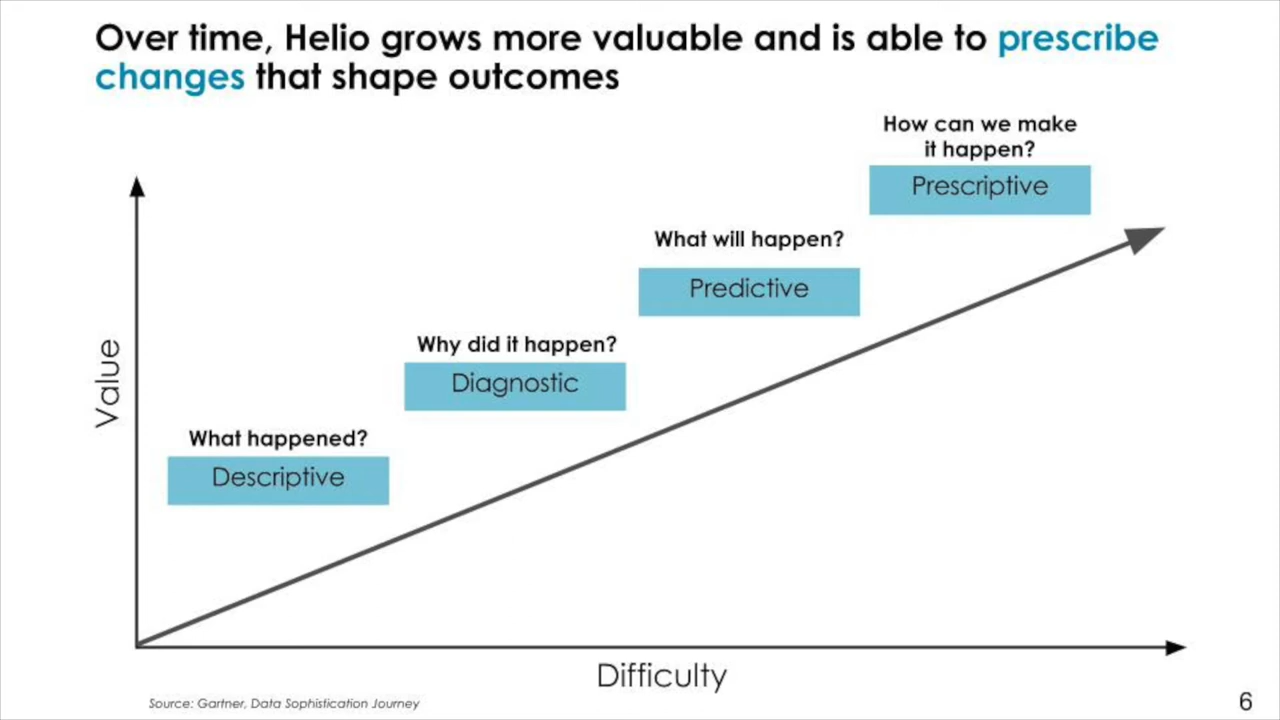 Over time, Helio grows more valuable and is able to prescribe
changes that shape outcomes
How can we make
it happen?
Prescriptive
What will happen?
Predictive
Why did it happen?
Diagnostic
What happened?
Descriptive
Value
Difficulty
Source: Gartner, Data Sophistication Journey
6